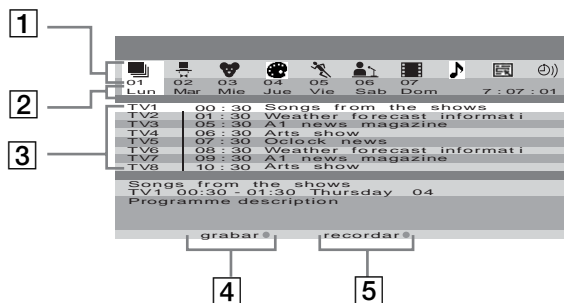 1
01 02 03 04 05 06 07
Lun Mar Mie Jue Vie Sab Dom 7 : 07 : 01
2
TV1 00 : 30 Songs from the shows
TV2 01 : 30 Weather forecast informati
TV3 05 : 30 A1 news magazine
TV4 06 : 30 Arts show
TV5 07 : 30 Oclock news
TV6 08 : 30 Weather forecast informati
TV7 09 : 30 A1 news magazine
TV8 10 : 30 Arts show
3
Songs from the shows
TV1 00:30 - 01:30 Thursday 04
Programme description
grabar recordar
4 5